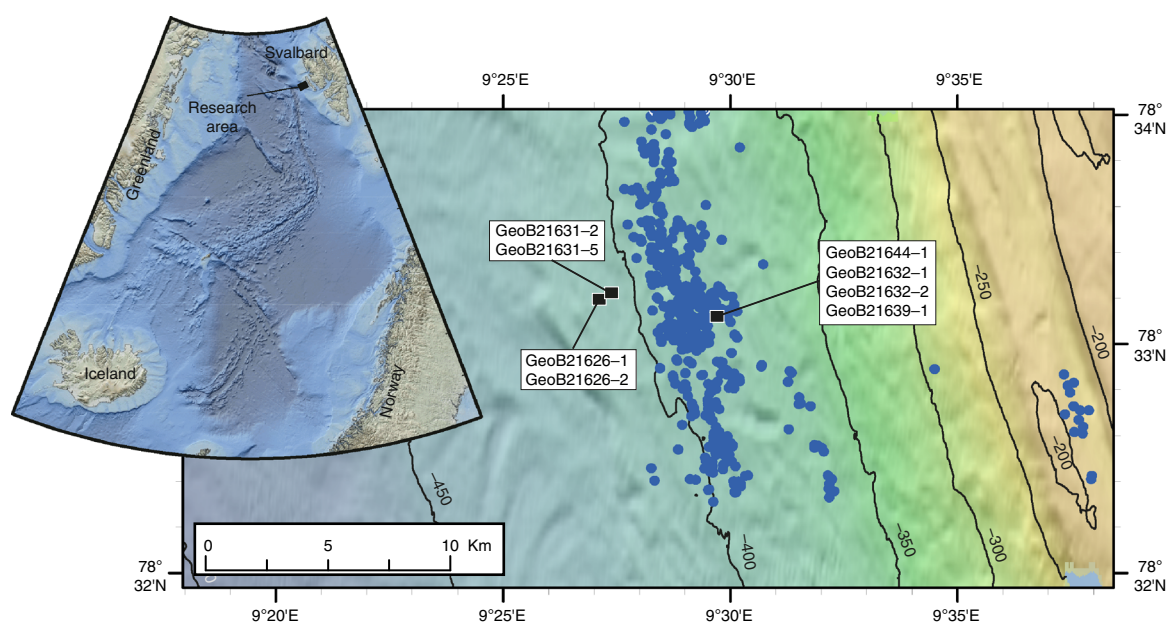 Svalbard
Research
area
Greenland
Iceland
Norway
9°25'E
9°30'E
9°35'E
78°
34'N
GeoB21631–2
GeoB21631–5
GeoB21626–1
GeoB21626–2
GeoB21644–1
GeoB21632–1
GeoB21632–2
GeoB21639–1
–250
–200
78°
33'N
–200
–450
–400
–350
–300
0
5
10
Km
78°
32'N
78°
32'N
9°20'E
9°25'E
9°30'E
9°35'E